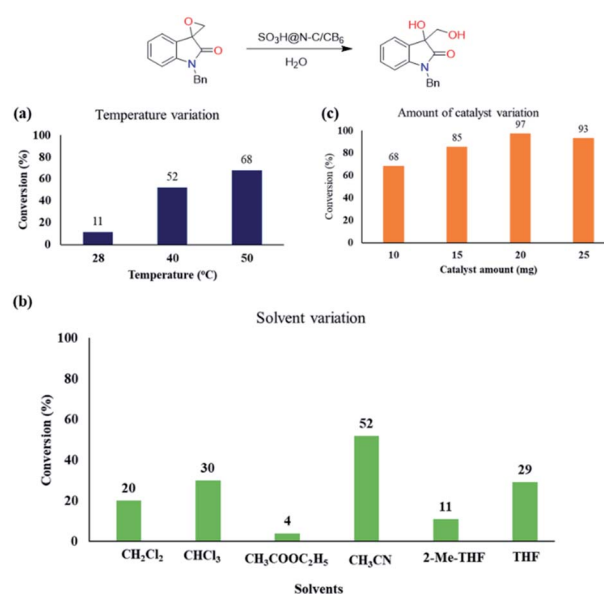 O
O
N
Bn
SO₃H@N-C/CB₆
H₂O
HO
OH
O
N
Bn
(a)
Temperature variation
Conversion (%)
100
80
60
40
20
0
11
52
68
28
40
50
Temperature (°C)
(c)
Amount of catalyst variation
Conversion (%)
100
80
60
40
20
0
68
85
97
93
10
15
20
25
Catalyst amount (mg)
(b)
Solvent variation
Conversion (%)
100
80
60
40
20
0
20
30
4
52
11
29
CH₂Cl₂
CHCl₃
CH₃COOC₂H₅
CH₃CN
2-Me-THF
THF
Solvents